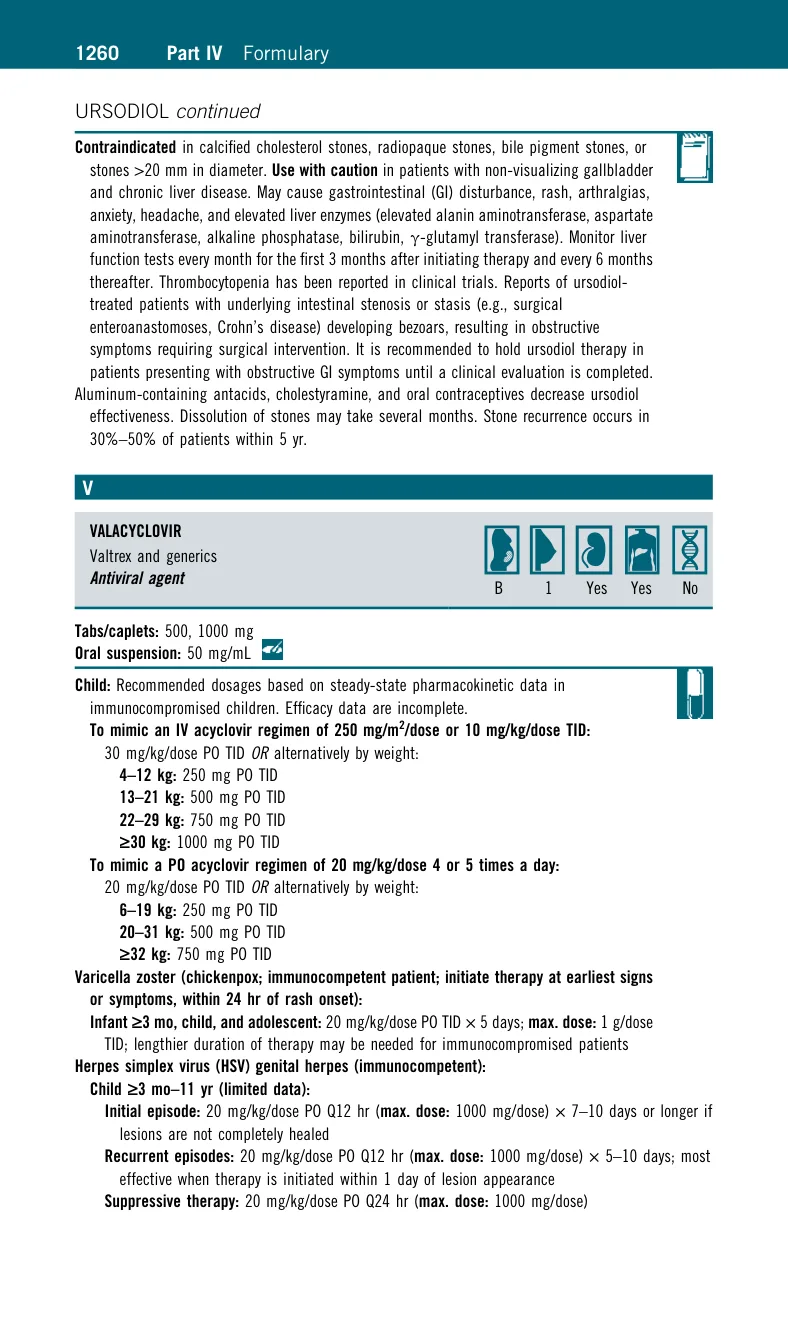 1260 Part IV Formulary
URSODIOL continued
Contraindicated in calcified cholesterol stones, radiopaque stones, bile pigment stones, or
stones >20 mm in diameter. Use with caution in patients with non-visualizing gallbladder
and chronic liver disease. May cause gastrointestinal (GI) disturbance, rash, arthralgias,
anxiety, headache, and elevated liver enzymes (elevated alanin aminotransferase, aspartate
aminotransferase, alkaline phosphatase, bilirubin, γ-glutamyl transferase). Monitor liver
function tests every month for the first 3 months after initiating therapy and every 6 months
thereafter. Thrombocytopenia has been reported in clinical trials. Reports of ursodiol-
treated patients with underlying intestinal stenosis or stasis (e.g., surgical
enteroanastomoses, Crohn's disease) developing bezoars, resulting in obstructive
symptoms requiring surgical intervention. It is recommended to hold ursodiol therapy in
patients presenting with obstructive GI symptoms until a clinical evaluation is completed.
Aluminum-containing antacids, cholestyramine, and oral contraceptives decrease ursodiol
effectiveness. Dissolution of stones may take several months. Stone recurrence occurs in
30%–50% of patients within 5 yr.
V
VALACYCLOVIR
Valtrex and generics
Antiviral agent
B 1 Yes Yes No
Tabs/caplets: 500, 1000 mg
Oral suspension: 50 mg/mL
Child: Recommended dosages based on steady-state pharmacokinetic data in
immunocompromised children. Efficacy data are incomplete.
To mimic an IV acyclovir regimen of 250 mg/m²/dose or 10 mg/kg/dose TID:
30 mg/kg/dose PO TID OR alternatively by weight:
4–12 kg: 250 mg PO TID
13–21 kg: 500 mg PO TID
22–29 kg: 750 mg PO TID
≥30 kg: 1000 mg PO TID
To mimic a PO acyclovir regimen of 20 mg/kg/dose 4 or 5 times a day:
20 mg/kg/dose PO TID OR alternatively by weight:
6–19 kg: 250 mg PO TID
20–31 kg: 500 mg PO TID
≥32 kg: 750 mg PO TID
Varicella zoster (chickenpox; immunocompetent patient; initiate therapy at earliest signs
or symptoms, within 24 hr of rash onset):
Infant ≥3 mo, child, and adolescent: 20 mg/kg/dose PO TID × 5 days; max. dose: 1 g/dose
TID; lengthier duration of therapy may be needed for immunocompromised patients
Herpes simplex virus (HSV) genital herpes (immunocompetent):
Child ≥3 mo–11 yr (limited data):
Initial episode: 20 mg/kg/dose PO Q12 hr (max. dose: 1000 mg/dose) × 7–10 days or longer if
lesions are not completely healed
Recurrent episodes: 20 mg/kg/dose PO Q12 hr (max. dose: 1000 mg/dose) × 5–10 days; most
effective when therapy is initiated within 1 day of lesion appearance
Suppressive therapy: 20 mg/kg/dose PO Q24 hr (max. dose: 1000 mg/dose)